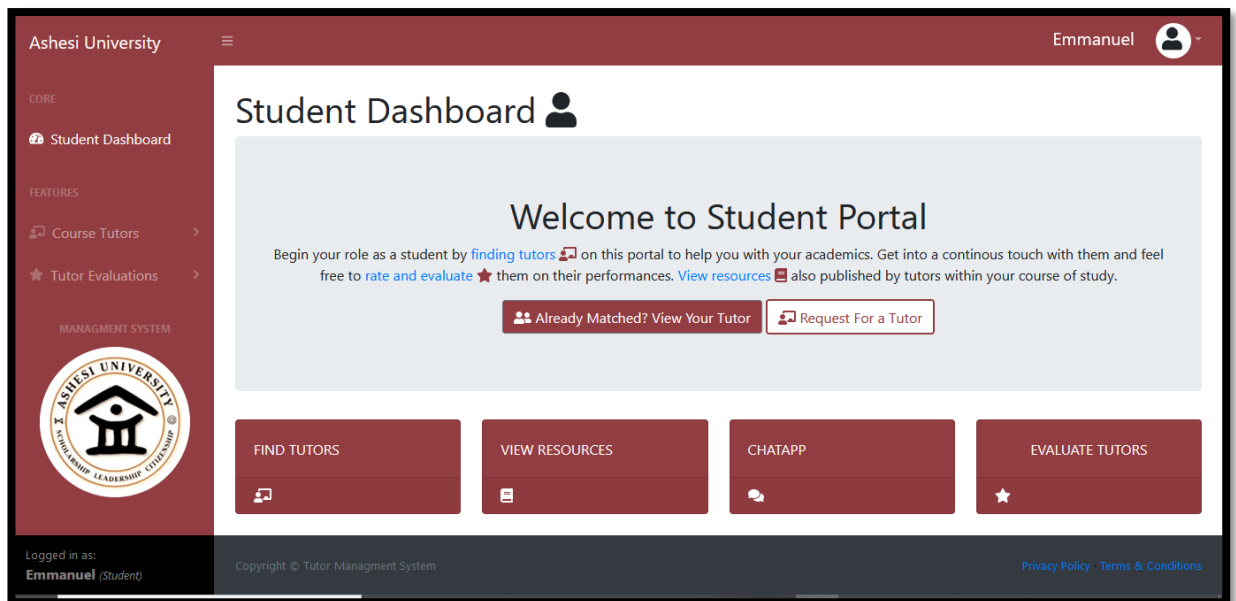 Ashesi University
Emmanuel
CORE
Student Dashboard
FEATURES
Course Tutors
Tutor Evaluations
MANAGMENT SYSTEM
ASHESI UNIVERSITY
SCHOLARSHIP LEADERSHIP CITIZENSHIP
Logged in as:
Emmanuel (Student)
Student Dashboard
Welcome to Student Portal
Begin your role as a student by finding tutors on this portal to help you with your academics. Get into a continous touch with them and feel
free to rate and evaluate them on their performances. View resources also published by tutors within your course of study.
Already Matched? View Your Tutor
Request For a Tutor
FIND TUTORS
VIEW RESOURCES
CHATAPP
EVALUATE TUTORS
Copyright © Tutor Managment System
Privacy Policy · Terms & Conditions